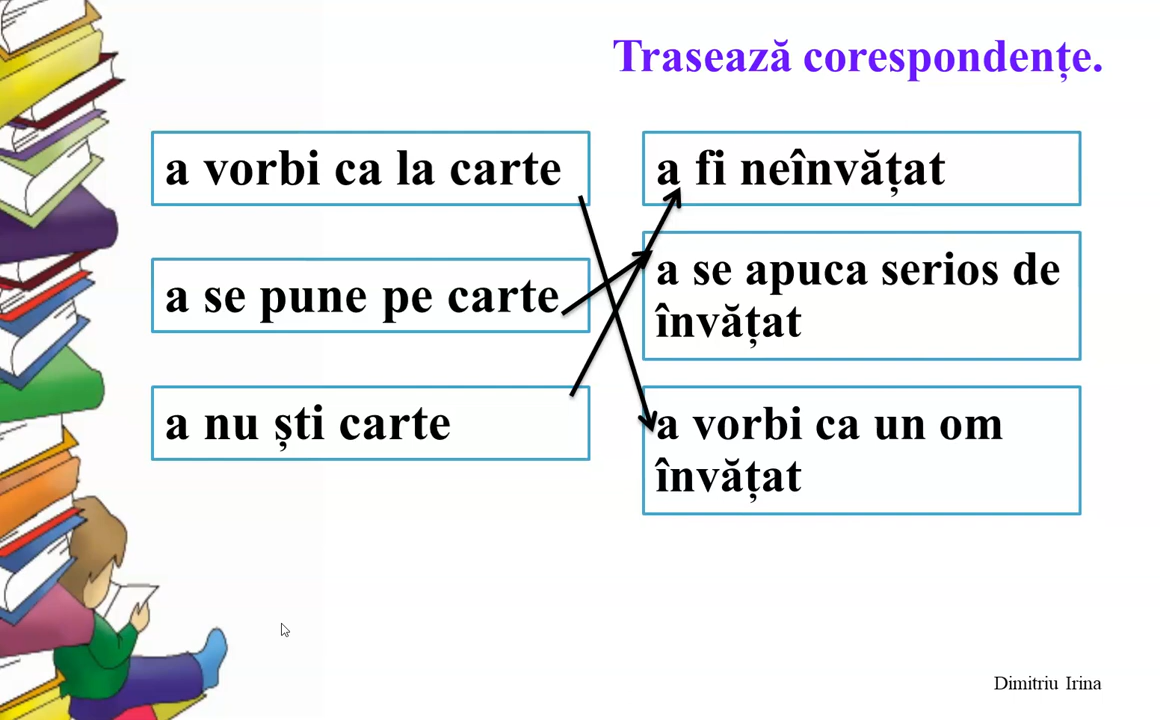 Trasează corespondențe.
a vorbi ca la carte
a se pune pe carte
a nu ști carte
a fi neînvățat
a se apuca serios de
învățat
a vorbi ca un om
învățat
Dimitriu Irina